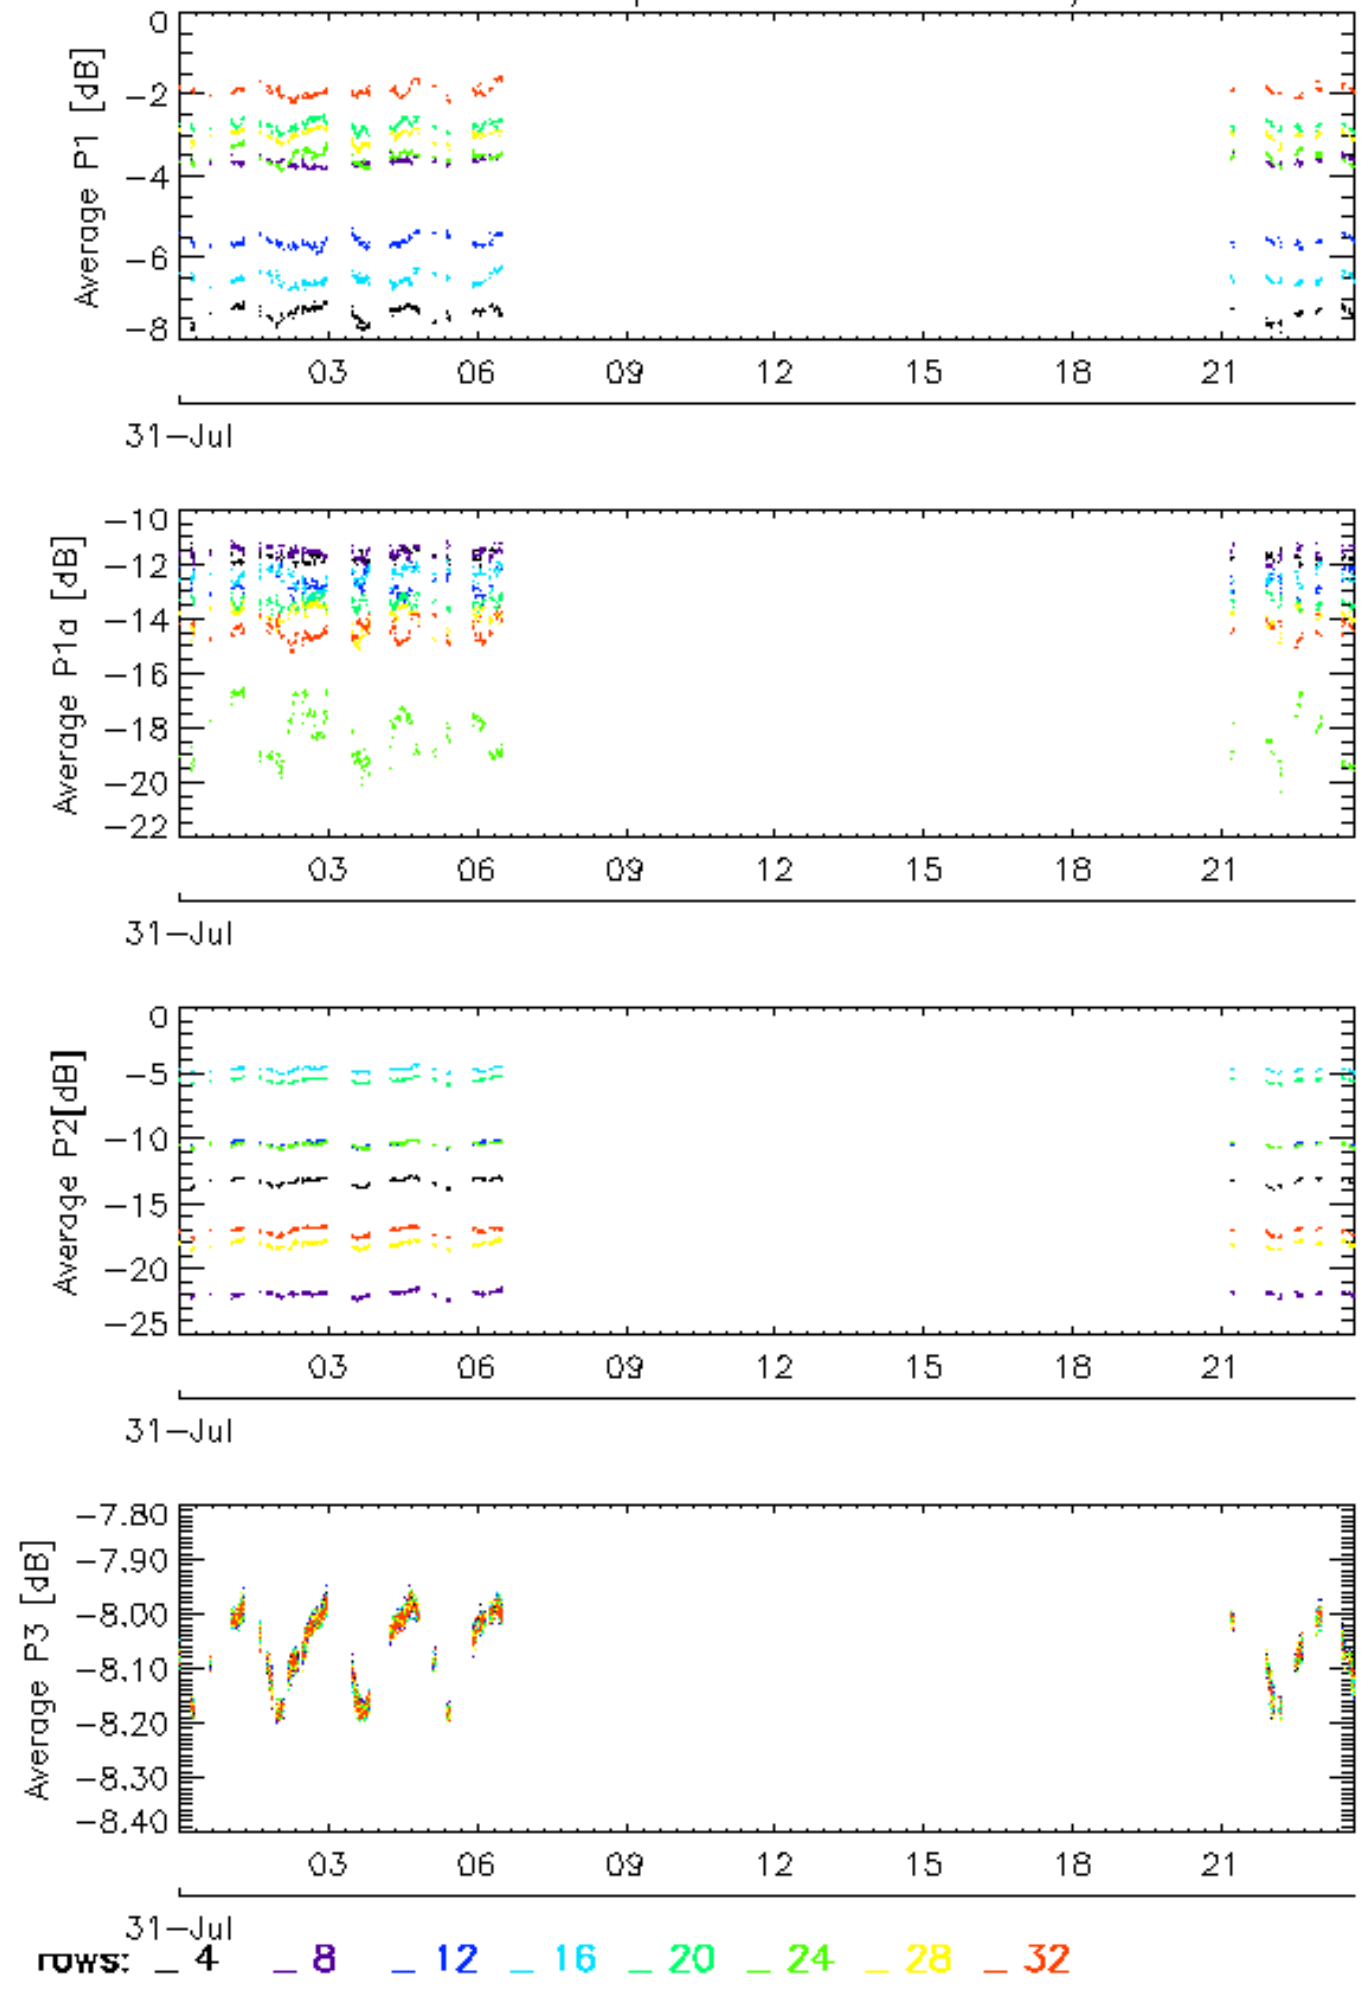 0
−2
−4
−6
−8
Average P1 [dB]
03 06 09 12 15 18 21
31−Jul
−10
−12
−14
−16
−18
−20
−22
Average P1a [dB]
03 06 09 12 15 18 21
31−Jul
0
−5
−10
−15
−20
−25
Average P2[dB]
03 06 09 12 15 18 21
31−Jul
−7.80
−7.90
−8.00
−8.10
−8.20
−8.30
−8.40
Average P3 [dB]
03 06 09 12 15 18 21
31−Jul
rows: _ 4 _ 8 _ 12 _ 16 _ 20 _ 24 _ 28 _ 32